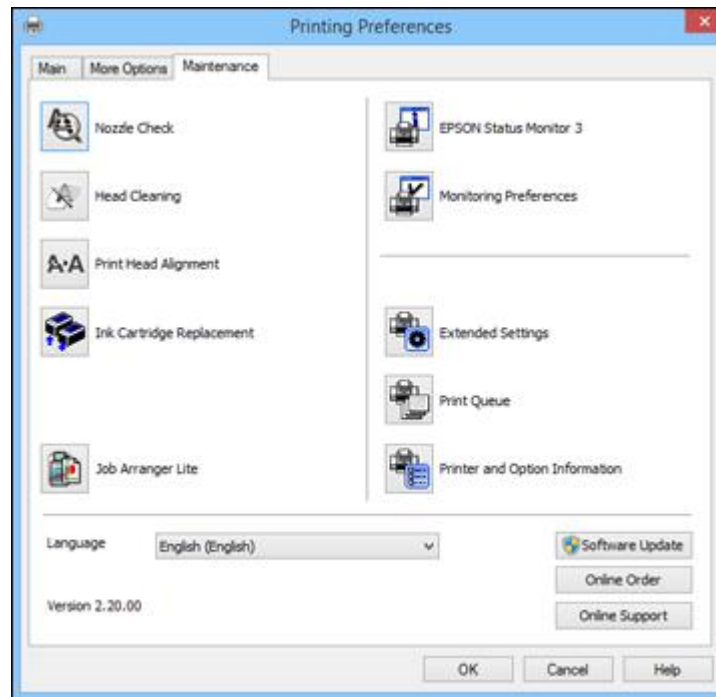 Printing Preferences
Main More Options Maintenance
Nozzle Check
EPSON Status Monitor 3
Head Cleaning
Monitoring Preferences
A·A Print Head Alignment
Ink Cartridge Replacement
Extended Settings
Print Queue
Job Arranger Lite
Printer and Option Information
Language English (English)
Software Update
Online Order
Version 2.20.00
Online Support
OK Cancel Help